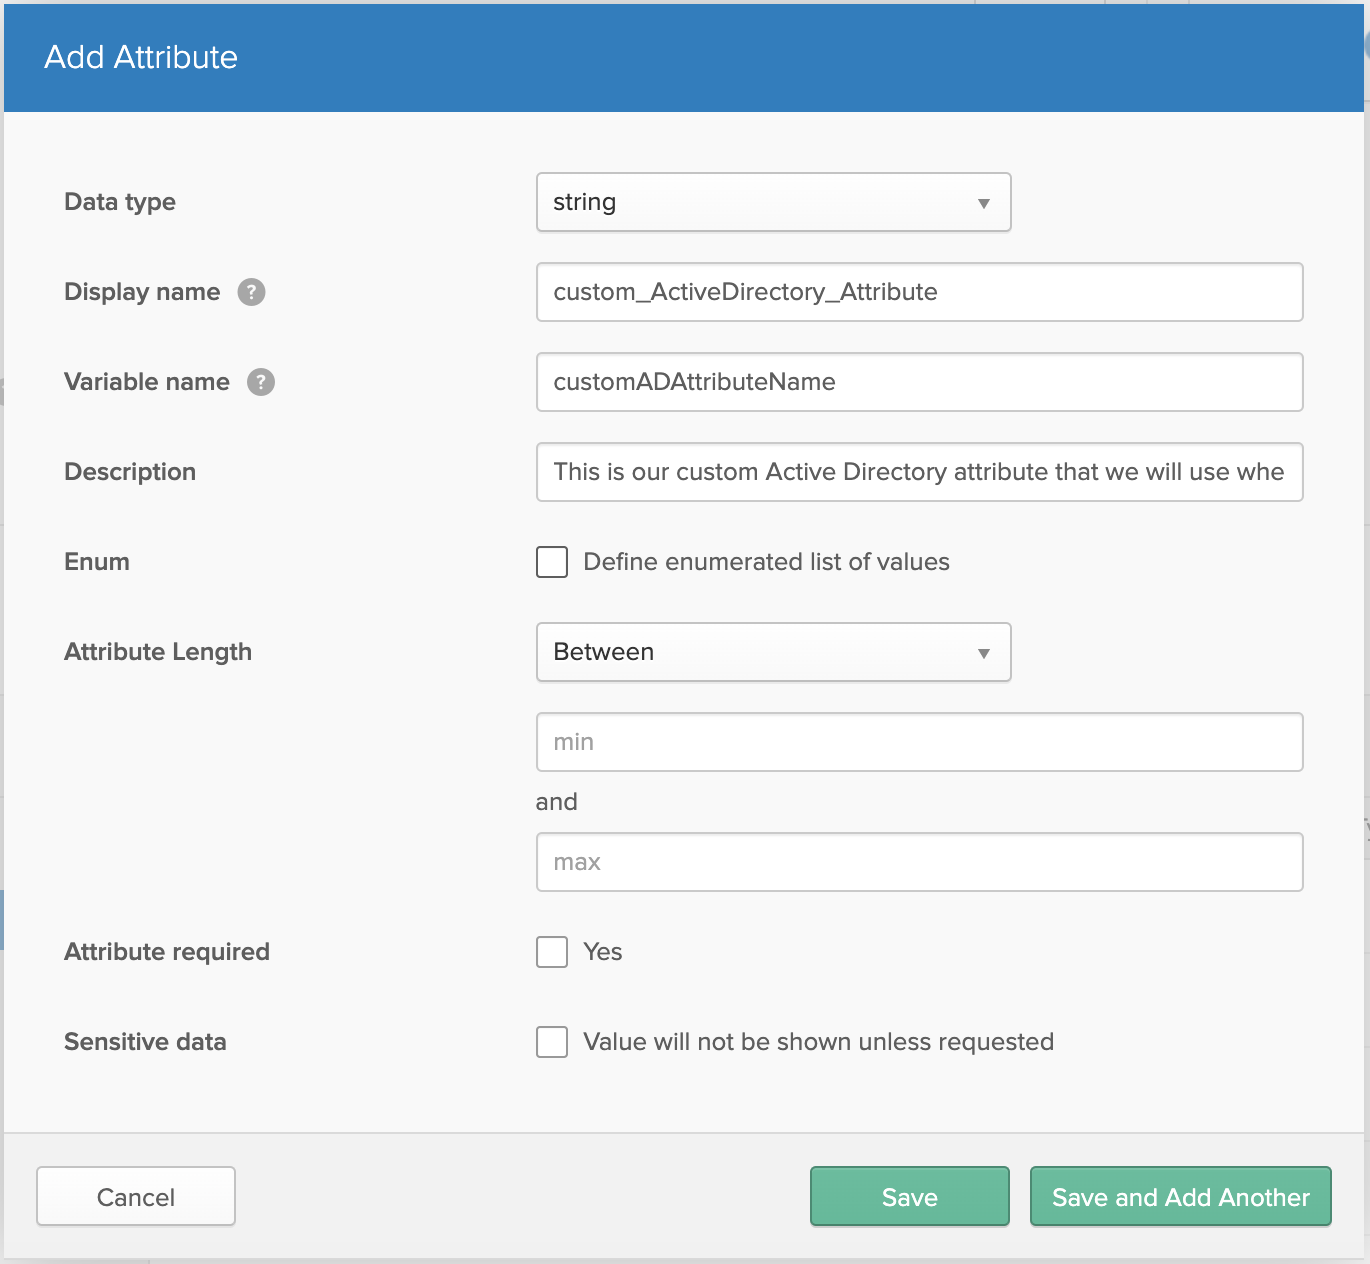 Add Attribute
Data type
string
Display name ?
custom_ActiveDirectory_Attribute
Variable name ?
customADAttributeName
Description
This is our custom Active Directory attribute that we will use whe
Enum
Define enumerated list of values
Attribute Length
Between
min
and
max
Attribute required
Yes
Sensitive data
Value will not be shown unless requested
Cancel
Save
Save and Add Another